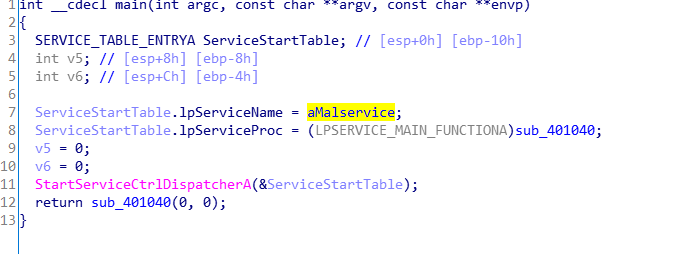 1 int __cdecl main(int argc, const char **argv, const char **envp)
2 {
3   SERVICE_TABLE_ENTRYA ServiceStartTable; // [esp+0h] [ebp-10h]
4   int v5; // [esp+8h] [ebp-8h]
5   int v6; // [esp+Ch] [ebp-4h]
6
7   ServiceStartTable.lpServiceName = aMalservice;
8   ServiceStartTable.lpServiceProc = (LPSERVICE_MAIN_FUNCTIONA)sub_401040;
9   v5 = 0;
10   v6 = 0;
11   StartServiceCtrlDispatcherA(&ServiceStartTable);
12   return sub_401040(0, 0);
13 }